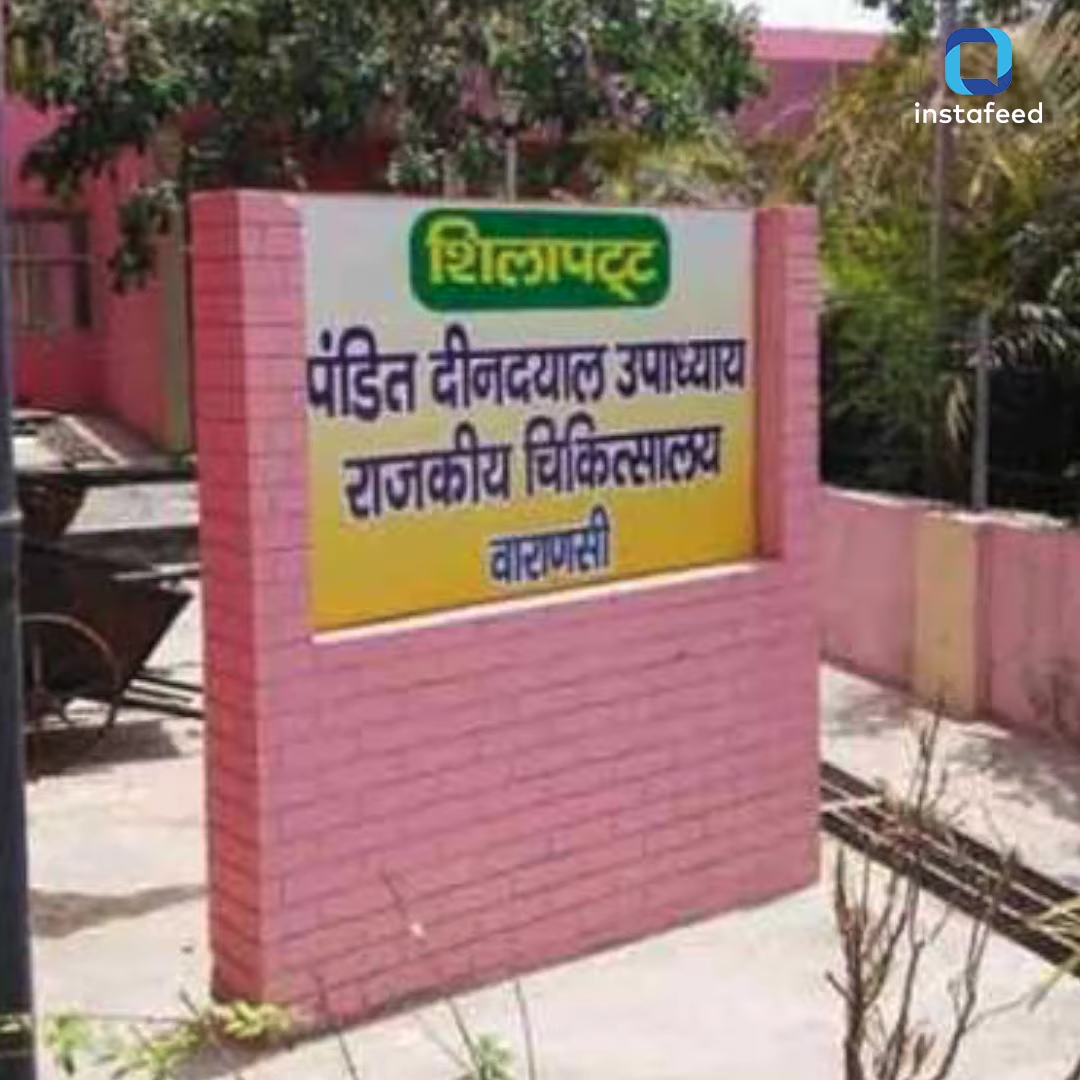 instafeed
शिलापट्ट
पंडित दीनदयाल उपाध्याय
राजकीय चिकित्सालय
वाराणसी